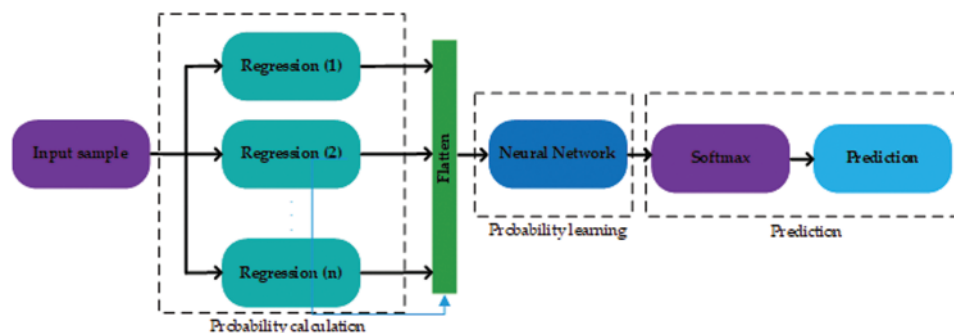 Input sample
Regression (1)
Regression (2)
Regression (n)
Probability calculation
Flatten
Neural Network
Probability learning
Softmax
Prediction
Prediction